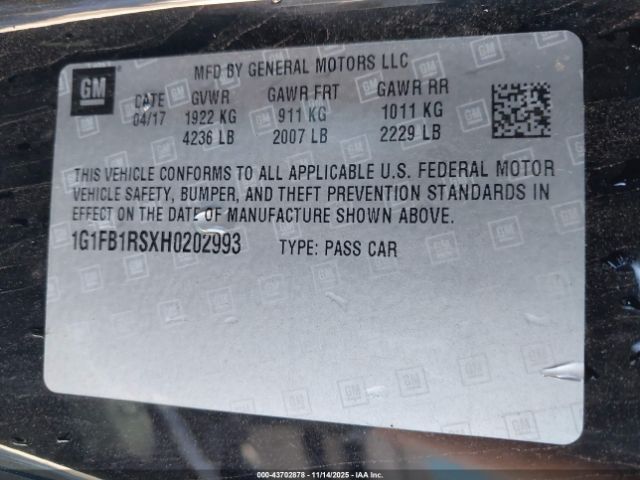 GM
MFD BY GENERAL MOTORS LLC
DATE GVWR GAWR FRT GAWR RR
04/17 1922 KG 911 KG 1011 KG
4236 LB 2007 LB 2229 LB
THIS VEHICLE CONFORMS TO ALL APPLICABLE U.S. FEDERAL MOTOR
VEHICLE SAFETY, BUMPER, AND THEFT PREVENTION STANDARDS IN
EFFECT ON THE DATE OF MANUFACTURE SHOWN ABOVE.
1G1FB1RSXH0202993 TYPE: PASS CAR
000-43702878 - 11/14/2025 - IAA Inc.